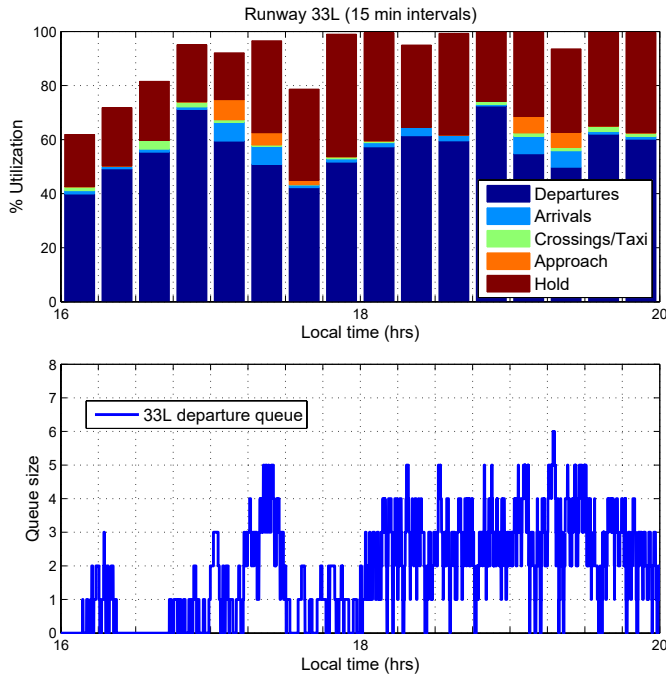 Runway 33L (15 min intervals)
100
80
60
40
20
0
% Utilization
Departures
Arrivals
Crossings/Taxi
Approach
Hold
16
18
20
Local time (hrs)
8
7
6
5
4
3
2
1
0
Queue size
33L departure queue
16
18
20
Local time (hrs)